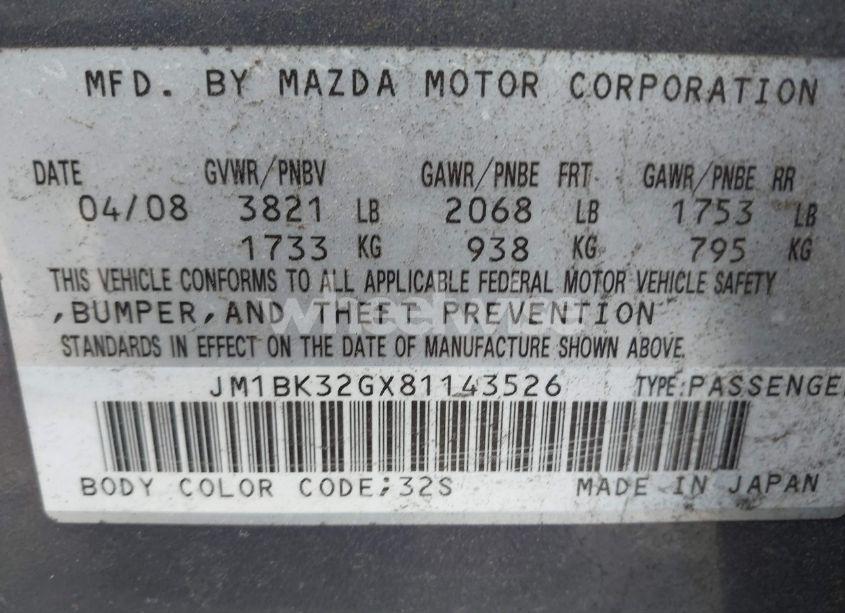 MFD. BY MAZDA MOTOR CORPORATION
DATE GVWR/PNBV GAWR/PNBE FRT GAWR/PNBE RR
04/08 3821 LB 2068 LB 1753 LB
1733 KG 938 KG 795 KG
THIS VEHICLE CONFORMS TO ALL APPLICABLE FEDERAL MOTOR VEHICLE SAFETY
,BUMPER,AND THEFT PREVENTION
STANDARDS IN EFFECT ON THE DATE OF MANUFACTURE SHOWN ABOVE.
JM1BK32GX81143526 TYPE:PASSENGE
BODY COLOR CODE;32S MADE IN JAPAN